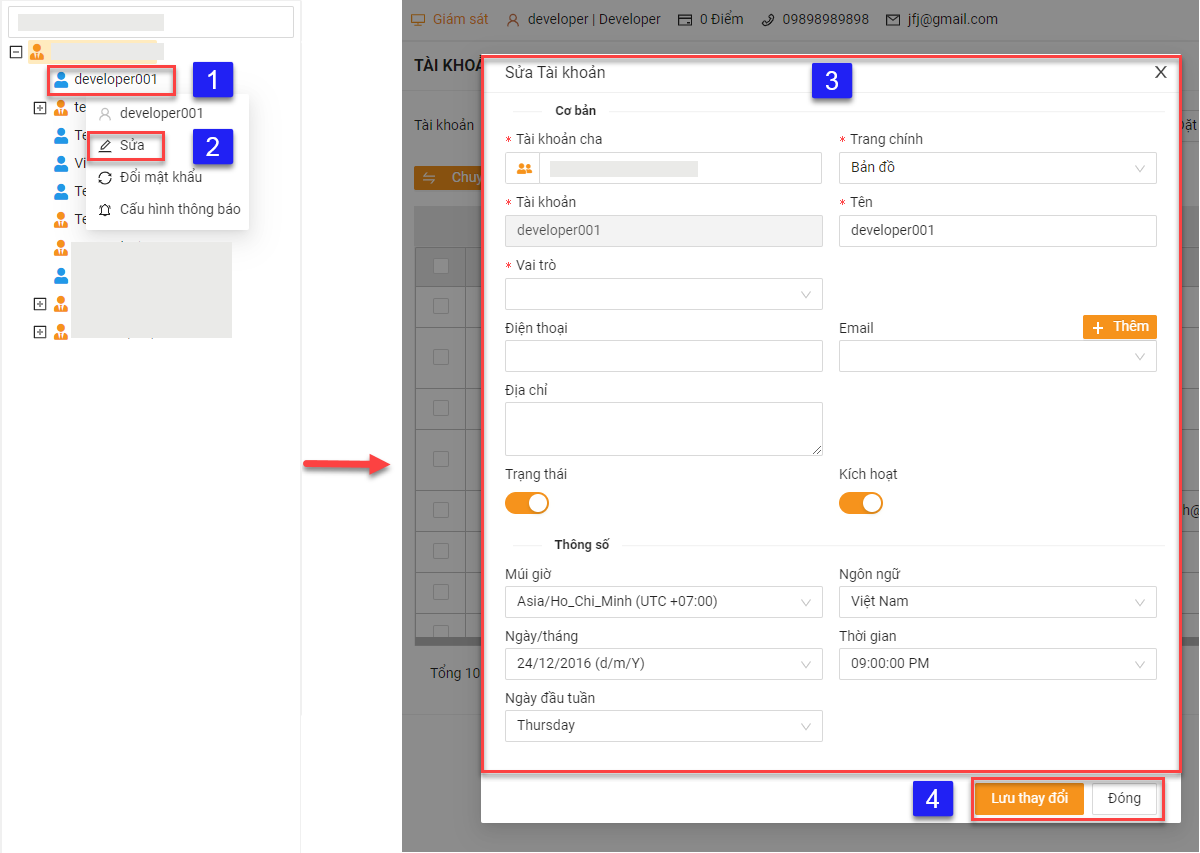 developer001
1
te
developer001
Te
Sửa
2
Vi
Đổi mật khẩu
Te
Cấu hình thông báo
Te
Giám sát
developer | Developer
0 Điểm
09898989898
jfj@gmail.com
TÀI KHOẢ
Sửa Tài khoản
3
X
Cơ bản
Tài khoản
Đặt
* Tài khoản cha
* Trang chính
Bản đồ
Chuy
* Tài khoản
* Tên
developer001
developer001
* Vai trò
Điện thoại
Email
+ Thêm
Địa chỉ
Trạng thái
Kích hoạt
h@
Thông số
Múi giờ
Ngôn ngữ
Asia/Ho_Chi_Minh (UTC +07:00)
Việt Nam
Ngày/tháng
Thời gian
24/12/2016 (d/m/Y)
09:00:00 PM
Tổng 10
Ngày đầu tuần
Thursday
4
Lưu thay đổi
Đóng